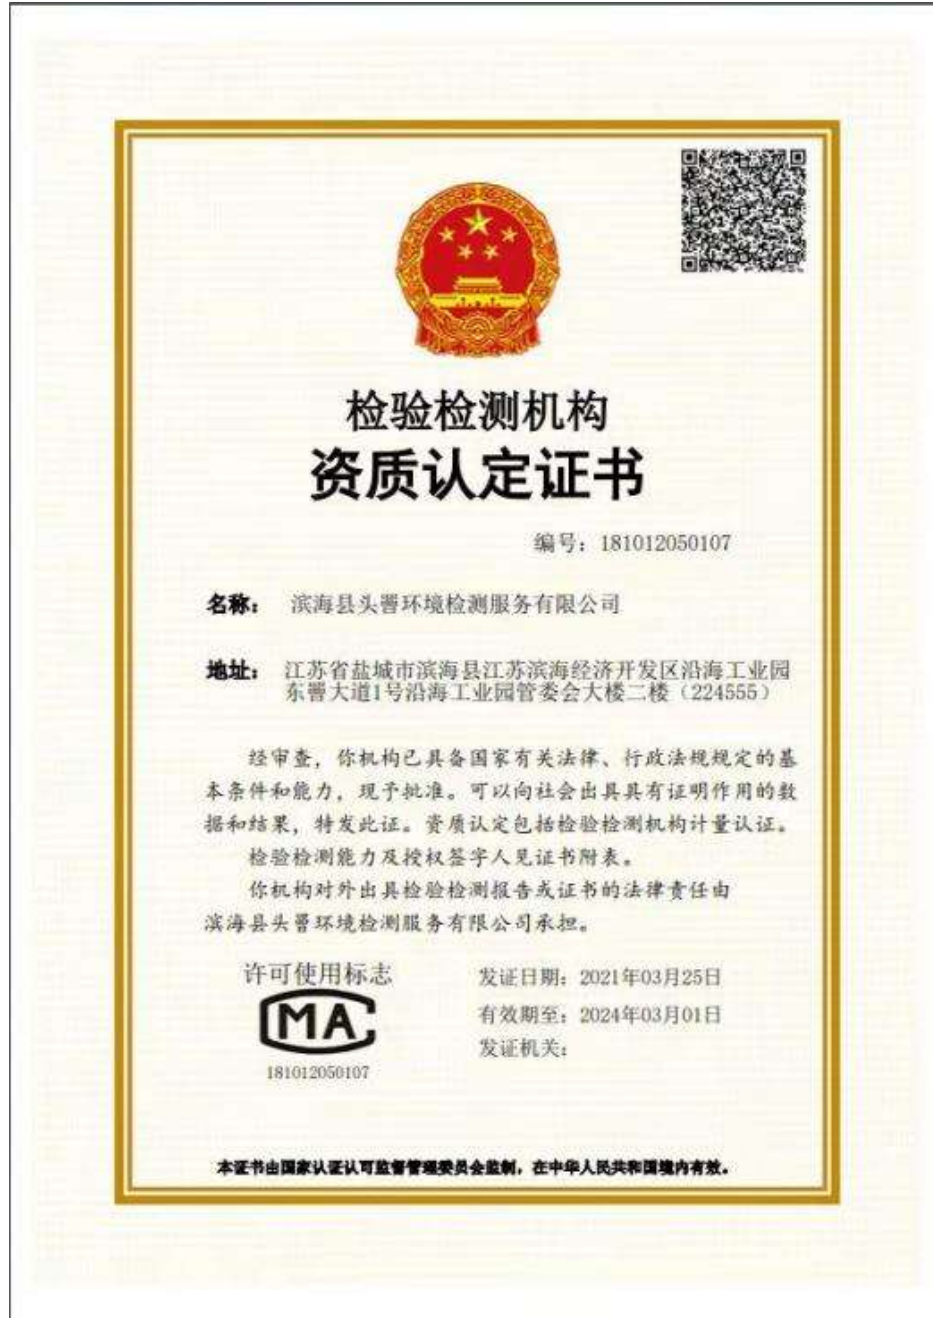 检验检测机构
资质认定证书
编号：181012050107
名称： 滨海县头罾环境检测服务有限公司
地址： 江苏省盐城市滨海县江苏滨海经济开发区沿海工业园
东罾大道1号沿海工业园管委会大楼二楼（224555）
经审查，你机构已具备国家有关法律、行政法规规定的基
本条件和能力，现予批准。可以向社会出具具有证明作用的数
据和结果，特发此证。资质认定包括检验检测机构计量认证。
检验检测能力及授权签字人见证书附表。
你机构对外出具检验检测报告或证书的法律责任由
滨海县头罾环境检测服务有限公司承担。
许可使用标志
MA
181012050107
发证日期：2021年03月25日
有效期至：2024年03月01日
发证机关：
本证书由国家认证认可监督管理委员会监制，在中华人民共和国境内有效。